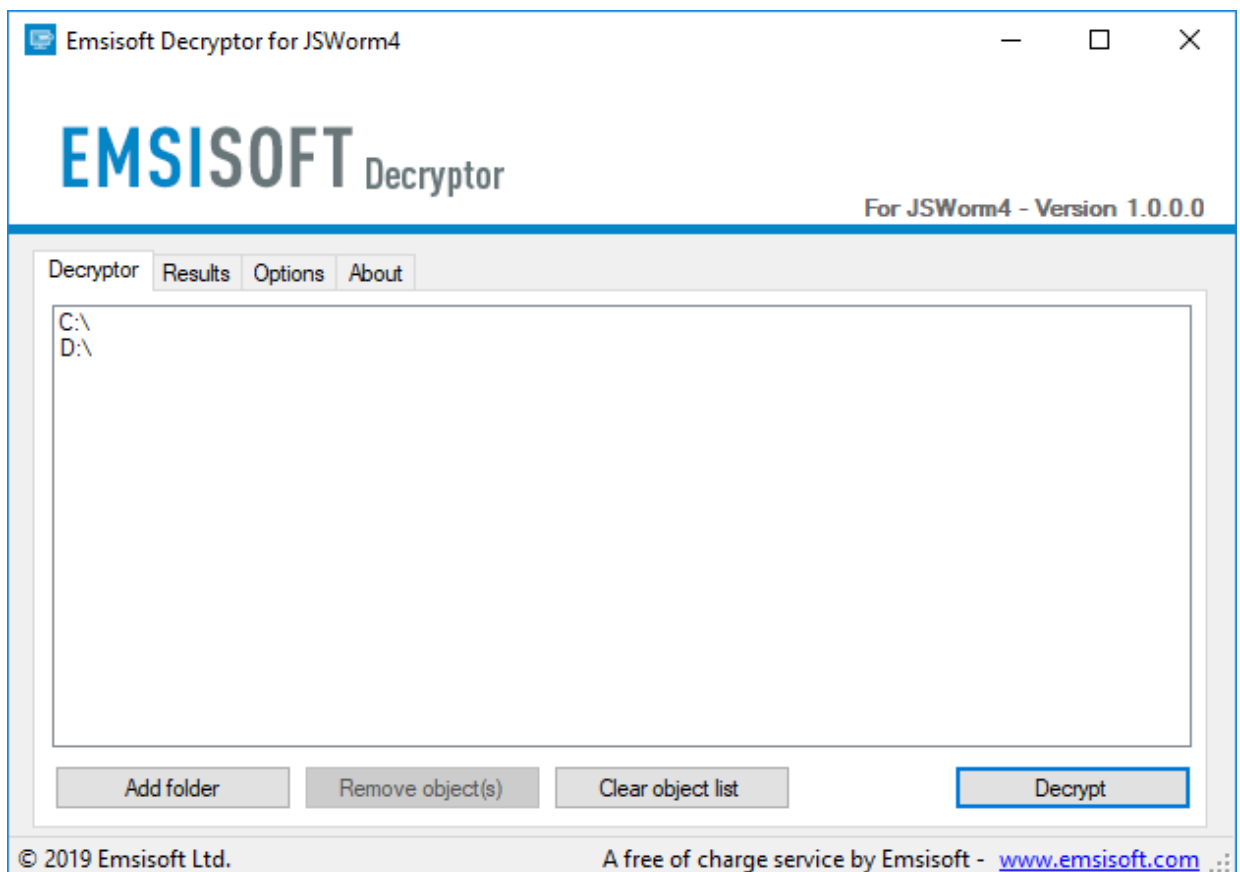 Emsisoft Decryptor for JSWorm4
EMSISOFT Decryptor
For JSWorm4 - Version 1.0.0.0
Decryptor Results Options About
C:\
D:\
Add folder Remove object(s) Clear object list Decrypt
© 2019 Emsisoft Ltd. A free of charge service by Emsisoft - www.emsisoft.com